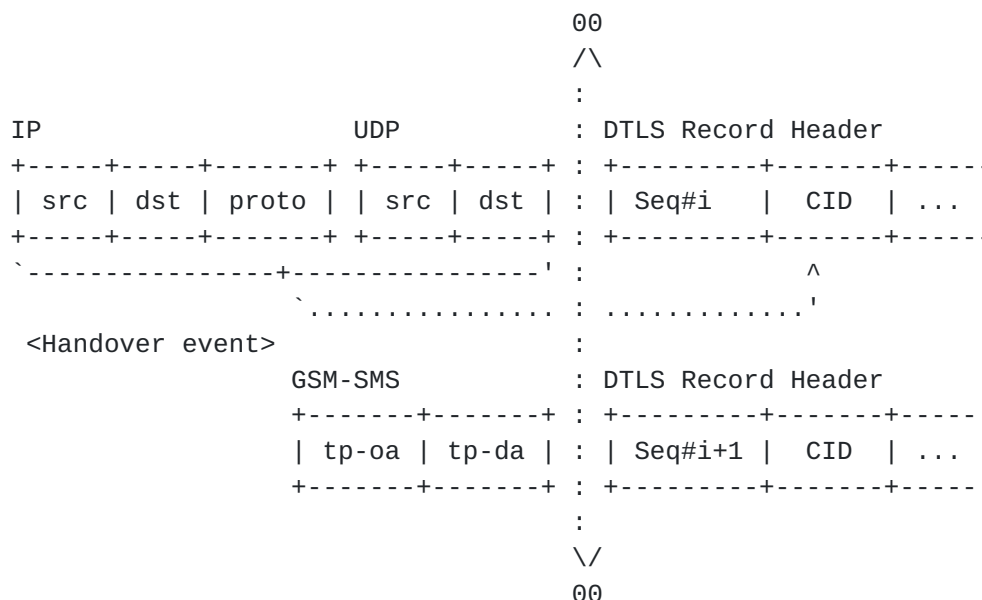 00
                                      /\
                                      :
 IP                    UDP            : DTLS Record Header
 +-----+-----+-------+ +-----+-----+ : +---------+-------+-----
 | src | dst | proto | | src | dst | : | Seq#i   |  CID  | ...
 +-----+-----+-------+ +-----+-----+ : +---------+-------+-----
 `----------------+----------------' :             ^
                   `................ : .............'
  <Handover event>                   :
                   GSM-SMS           : DTLS Record Header
                   +-------+-------+ : +---------+-------+-----
                   | tp-oa | tp-da | : | Seq#i+1 |  CID  | ...
                   +-------+-------+ : +---------+-------+-----
                                     :
                                     \/
                                     00